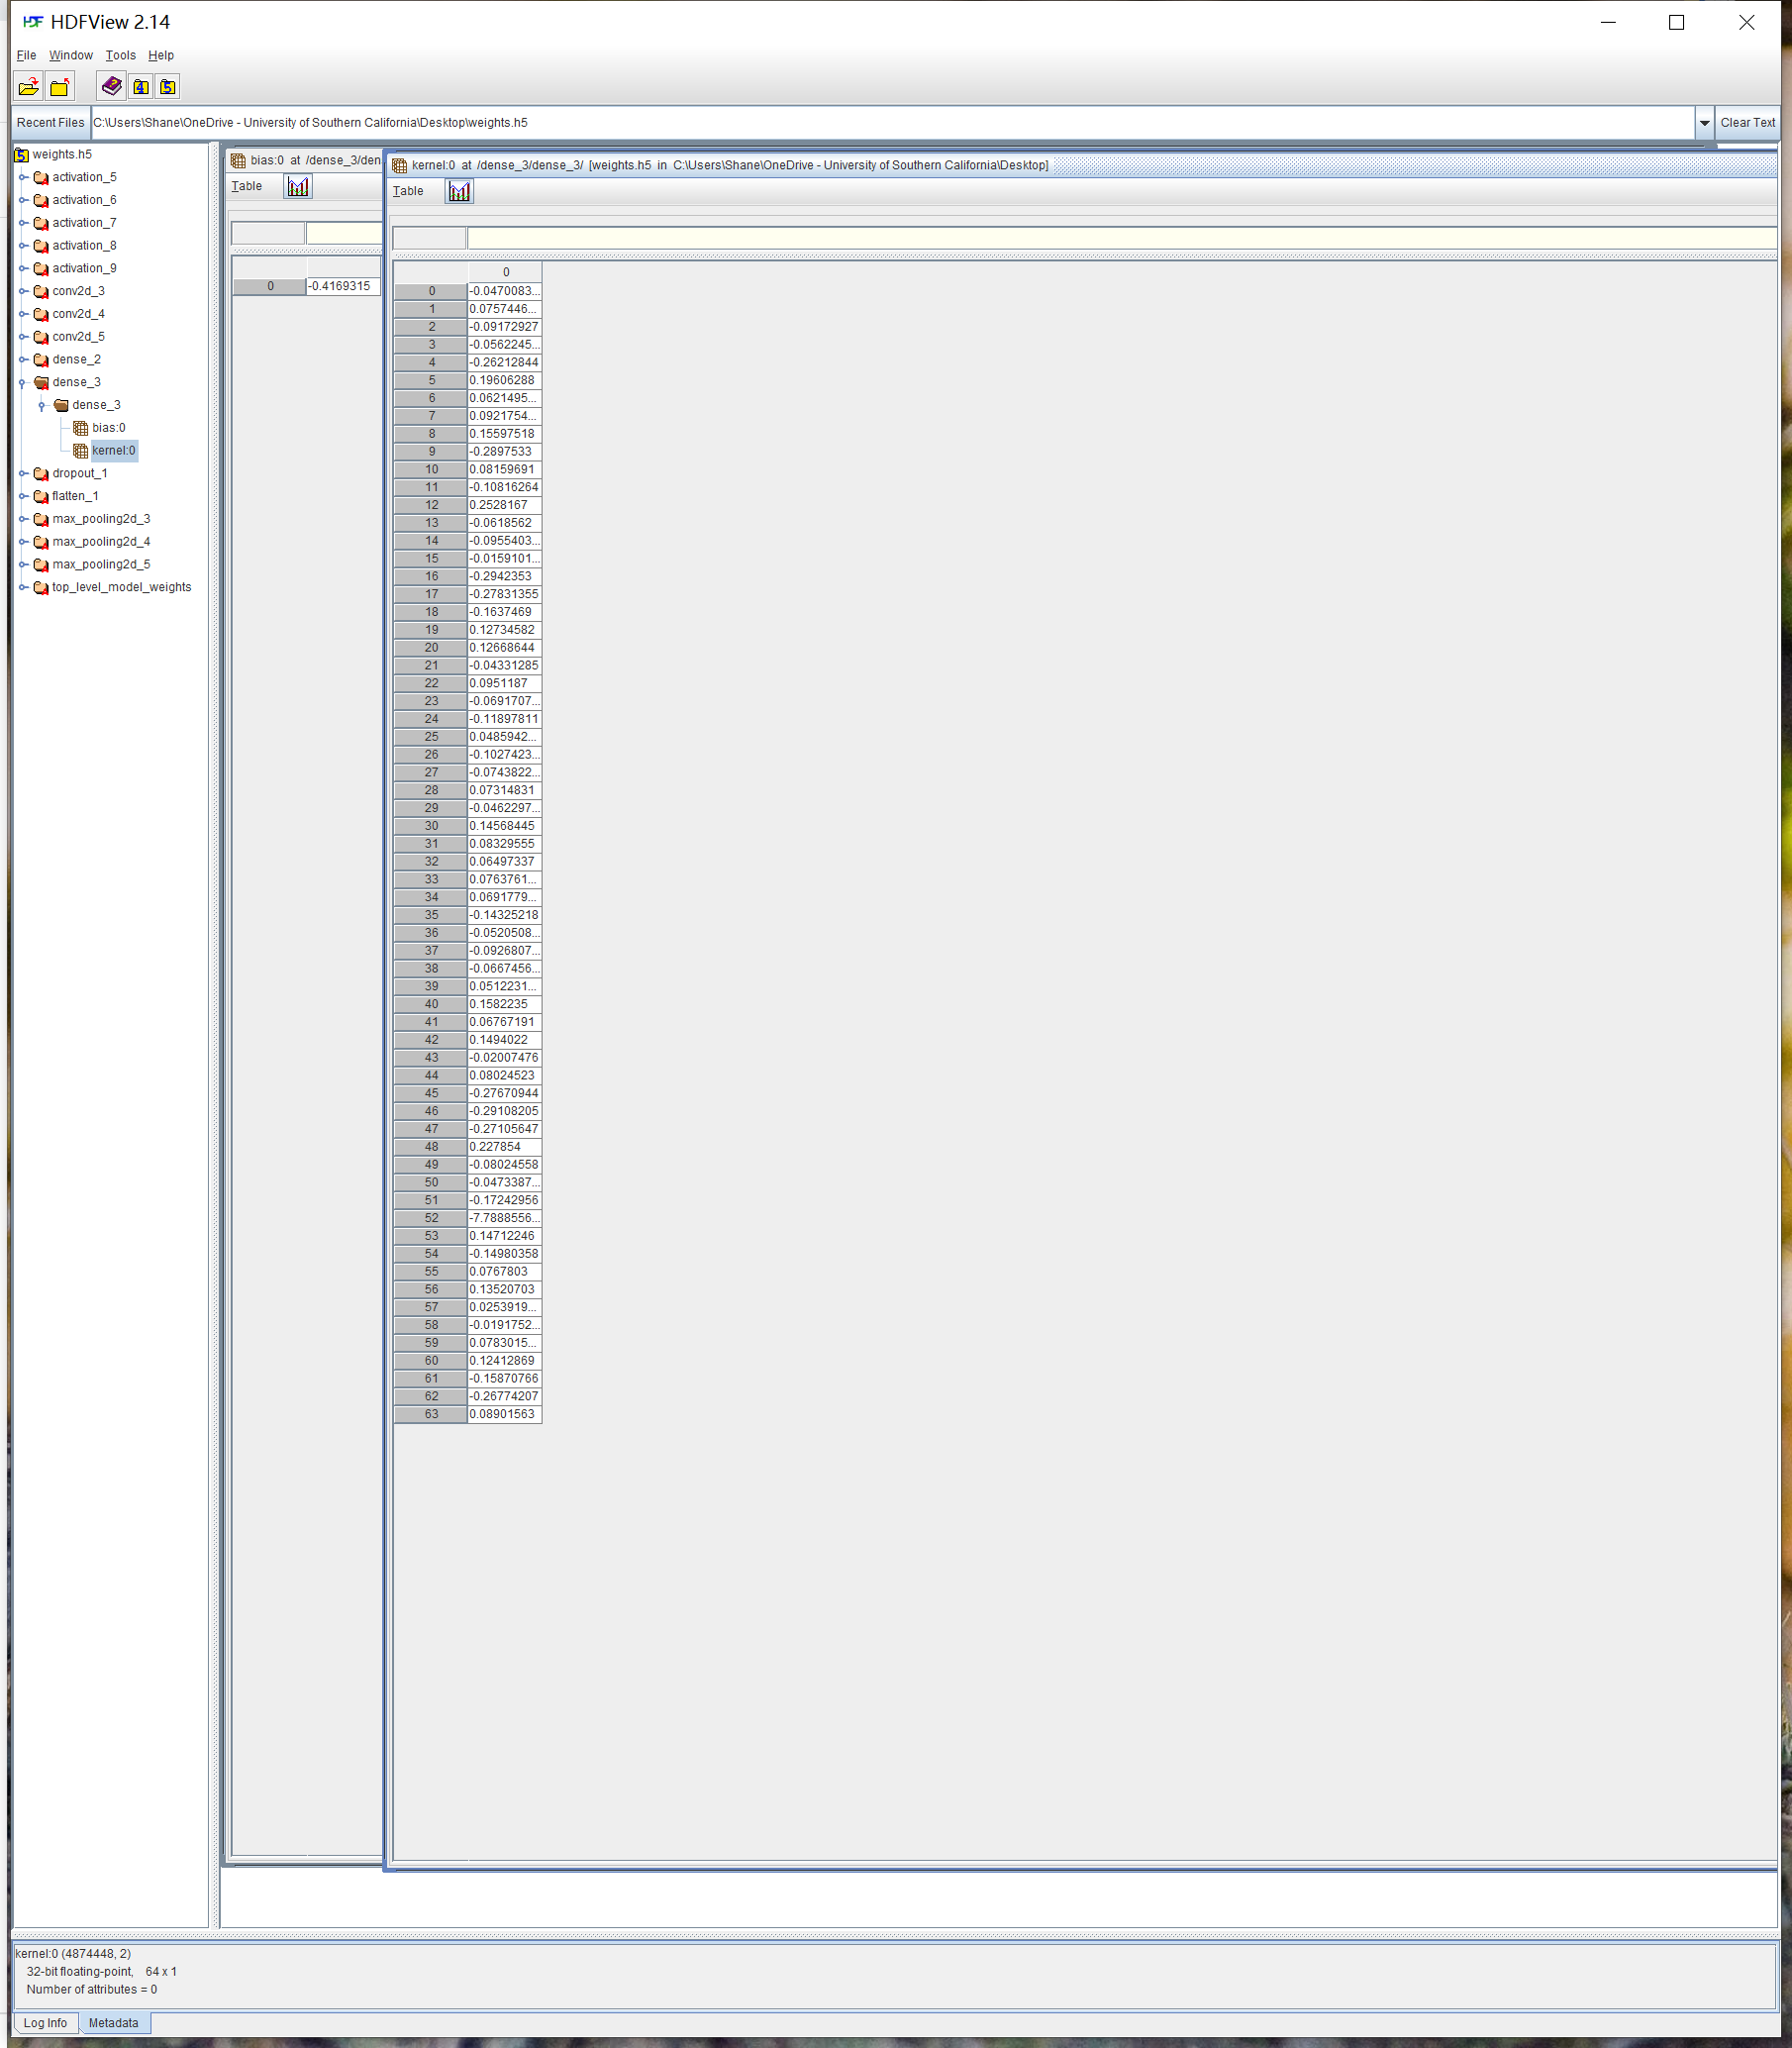 HDF HDFView 2.14
File Window Tools Help
4 5
Recent Files C:\Users\Shane\OneDrive - University of Southern California\Desktop\weights.h5 Clear Text
5 weights.h5
activation_5
activation_6
activation_7
activation_8
activation_9
conv2d_3
conv2d_4
conv2d_5
dense_2
dense_3
dense_3
bias:0
kernel:0
dropout_1
flatten_1
max_pooling2d_3
max_pooling2d_4
max_pooling2d_5
top_level_model_weights
bias:0 at /dense_3/den
Table
0 -0.4169315
kernel:0 at /dense_3/dense_3/ [weights.h5 in C:\Users\Shane\OneDrive - University of Southern California\Desktop]
Table
0
0 -0.0470083...
1 0.0757446...
2 -0.09172927
3 -0.0562245...
4 -0.26212844
5 0.19606288
6 0.0621495...
7 0.0921754...
8 0.15597518
9 -0.2897533
10 0.08159691
11 -0.10816264
12 0.2528167
13 -0.0618562
14 -0.0955403...
15 -0.0159101...
16 -0.2942353
17 -0.27831355
18 -0.1637469
19 0.12734582
20 0.12668644
21 -0.04331285
22 0.0951187
23 -0.0691707...
24 -0.11897811
25 0.0485942...
26 -0.1027423...
27 -0.0743822...
28 0.07314831
29 -0.0462297...
30 0.14568445
31 0.08329555
32 0.06497337
33 0.0763761...
34 0.0691779...
35 -0.14325218
36 -0.0520508...
37 -0.0926807...
38 -0.0667456...
39 0.0512231...
40 0.1582235
41 0.06767191
42 0.1494022
43 -0.02007476
44 0.08024523
45 -0.27670944
46 -0.29108205
47 -0.27105647
48 0.227854
49 -0.08024558
50 -0.0473387...
51 -0.17242956
52 -7.7888556...
53 0.14712246
54 -0.14980358
55 0.0767803
56 0.13520703
57 0.0253919...
58 -0.0191752...
59 0.0783015...
60 0.12412869
61 -0.15870766
62 -0.26774207
63 0.08901563
kernel:0 (4874448, 2)
32-bit floating-point, 64 x 1
Number of attributes = 0
Log Info Metadata